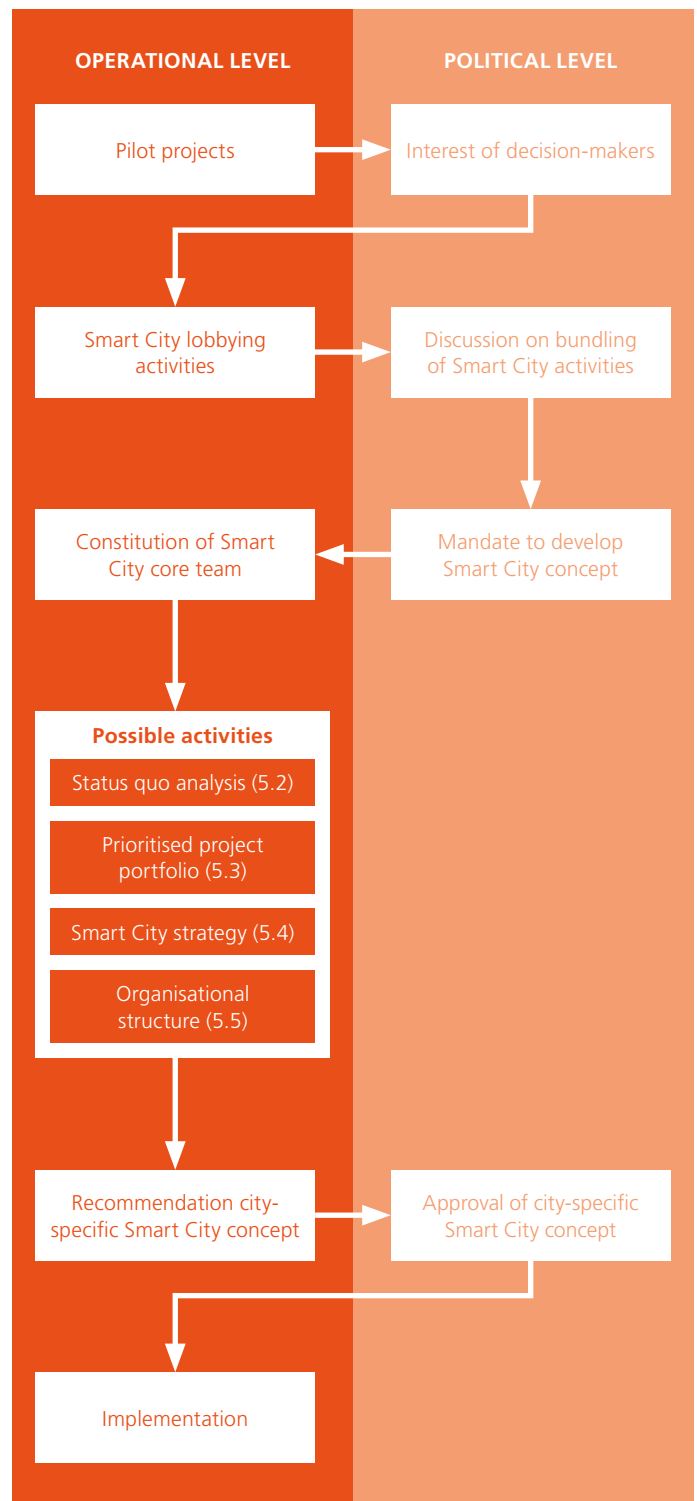 OPERATIONAL LEVEL
POLITICAL LEVEL
Pilot projects
Interest of decision-makers
Smart City lobbying
activities
Discussion on bundling
of Smart City activities
Constitution of Smart
City core team
Mandate to develop
Smart City concept
Possible activities
Status quo analysis (5.2)
Prioritised project
portfolio (5.3)
Smart City strategy (5.4)
Organisational
structure (5.5)
Recommendation city-
specific Smart City concept
Approval of city-specific
Smart City concept
Implementation